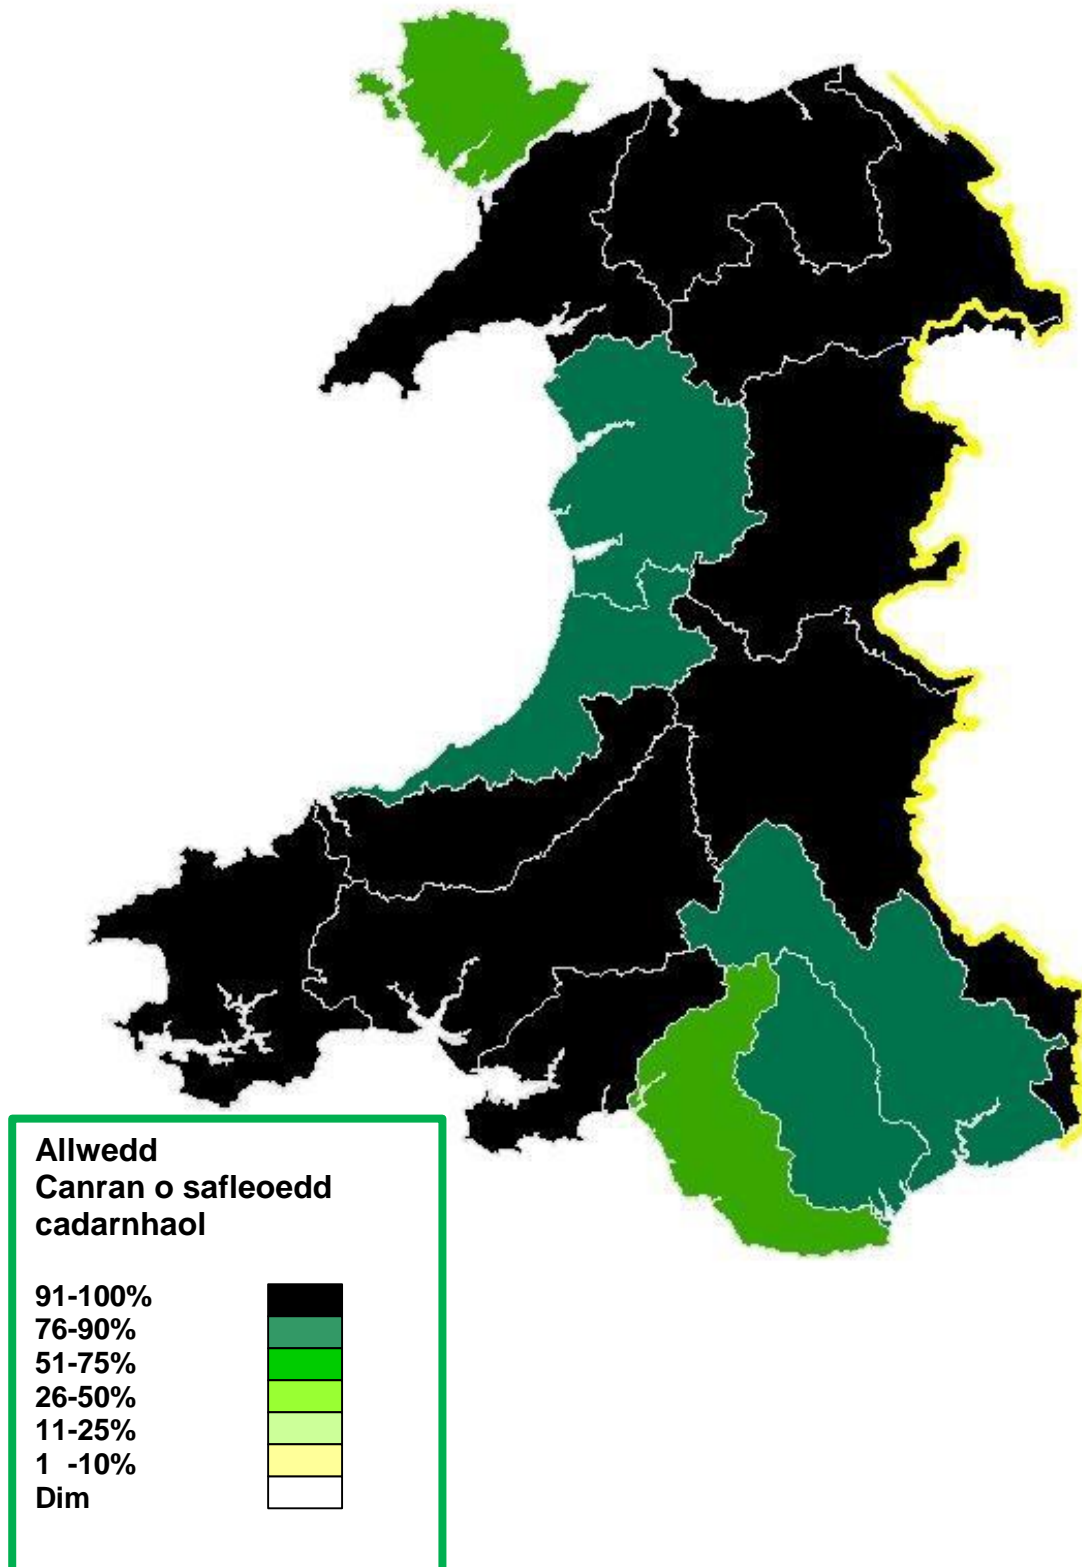 Allwedd
Canran o safleoedd
cadarnhaol
91-100%
76-90%
51-75%
26-50%
11-25%
1 -10%
Dim